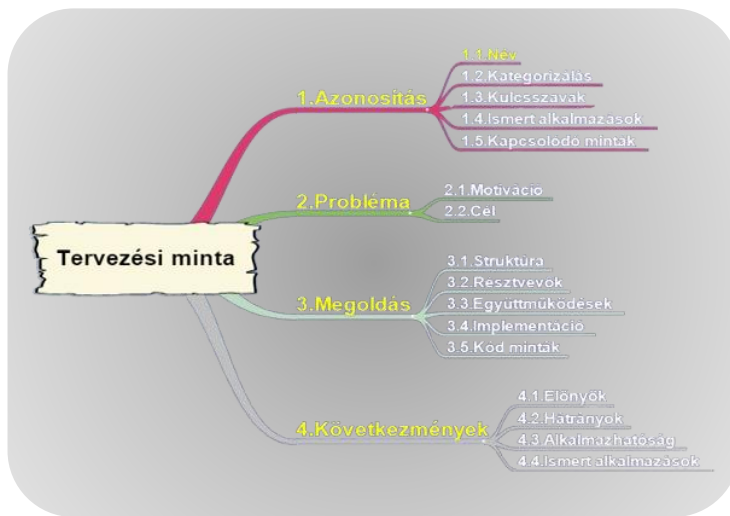 Tervezési minta
1.Azonosítás
1.1.Név
1.2.Kategorizálás
1.3.Kulcsszavak
1.4.Ismert alkalmazások
1.5.Kapcsolódó minták
2.Probléma
2.1.Motiváció
2.2.Cél
3.Megoldás
3.1.Struktúra
3.2.Resztvevők
3.3.Együttműködések
3.4.Implementáció
3.5.Kód minták
4.Következmények
4.1.Előnyök
4.2.Hátrányok
4.3.Alkalmazhatóság
4.4.Ismert alkalmazások